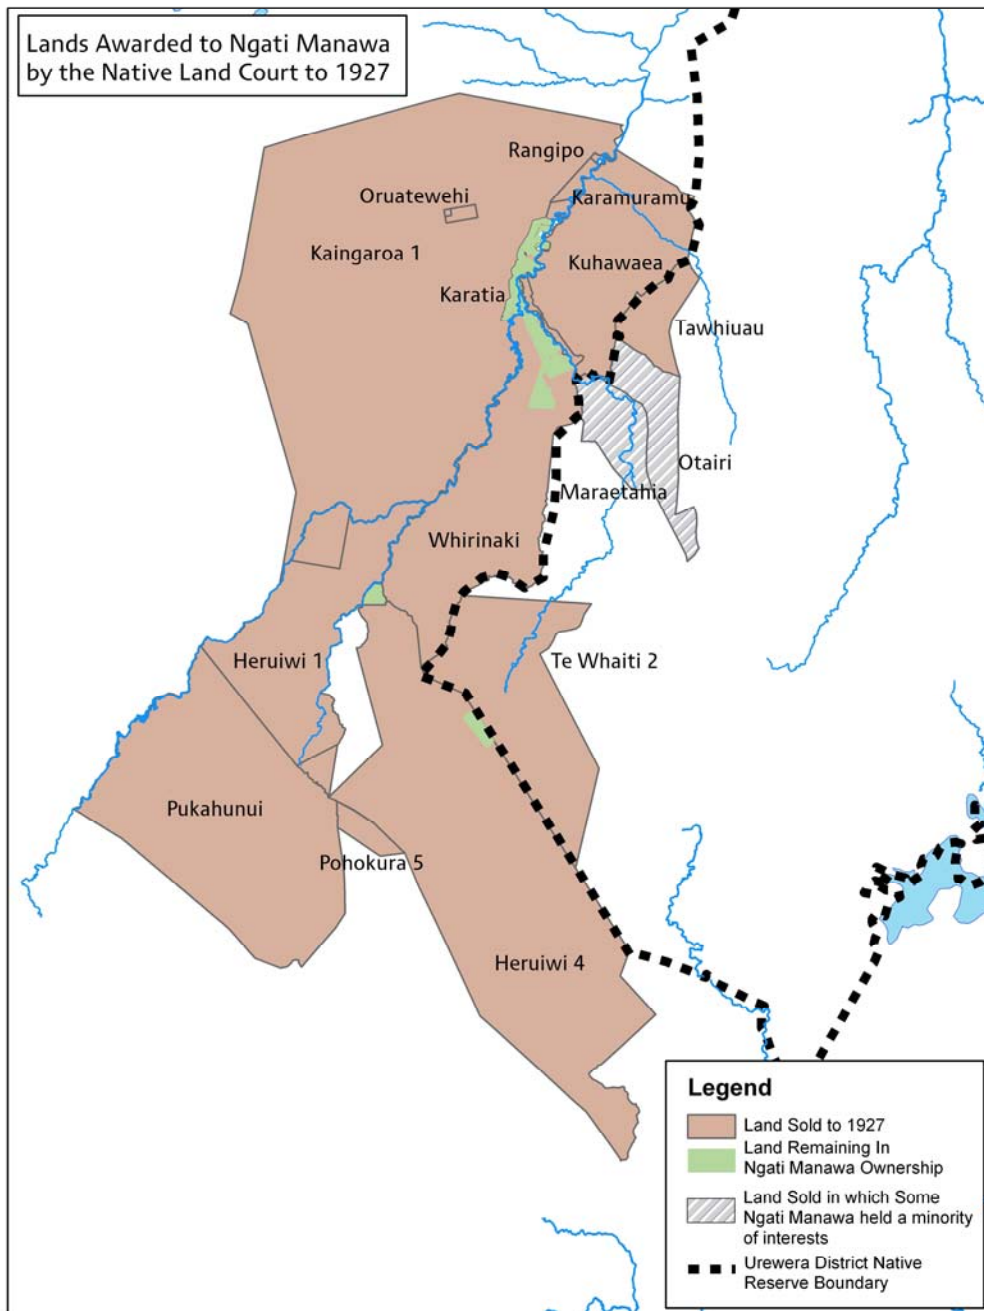 Lands Awarded to Ngati Manawa
by the Native Land Court to 1927
Rangipo
Oruatewehi
Karamuramu
Kaingaroa 1
Kuhawaea
Karatia
Tawhiuau
Otairi
Maraetahia
Whirinaki
Heruiwi 1
Te Whaiti 2
Pukahunui
Pohokura 5
Heruiwi 4
Legend
Land Sold to 1927
Land Remaining In
Ngati Manawa Ownership
Land Sold in which Some
Ngati Manawa held a minority
of interests
Urewera District Native
Reserve Boundary